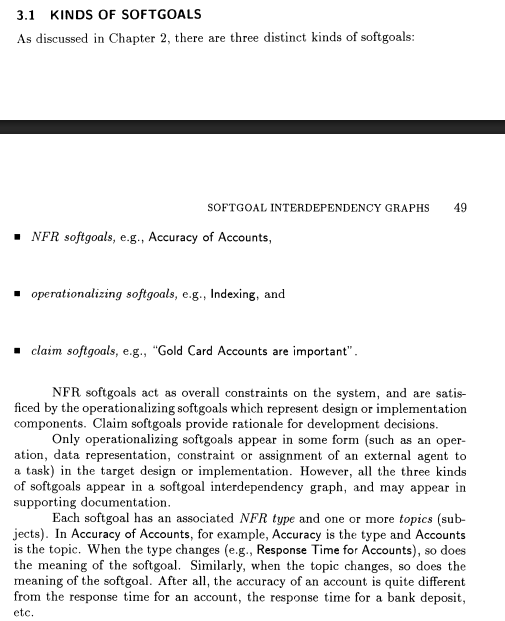 3.1 KINDS OF SOFTGOALS
As discussed in Chapter 2, there are three distinct kinds of softgoals:
SOFTGOAL INTERDEPENDENCY GRAPHS 49
■ NFR softgoals, e.g., Accuracy of Accounts,
■ operationalizing softgoals, e.g., Indexing, and
■ claim softgoals, e.g., “Gold Card Accounts are important”.
NFR softgoals act as overall constraints on the system, and are satis-
ficed by the operationalizing softgoals which represent design or implementation
components. Claim softgoals provide rationale for development decisions.
Only operationalizing softgoals appear in some form (such as an oper-
ation, data representation, constraint or assignment of an external agent to
a task) in the target design or implementation. However, all the three kinds
of softgoals appear in a softgoal interdependency graph, and may appear in
supporting documentation.
Each softgoal has an associated NFR type and one or more topics (sub-
jects). In Accuracy of Accounts, for example, Accuracy is the type and Accounts
is the topic. When the type changes (e.g., Response Time for Accounts), so does
the meaning of the softgoal. Similarly, when the topic changes, so does the
meaning of the softgoal. After all, the accuracy of an account is quite different
from the response time for an account, the response time for a bank deposit,
etc.